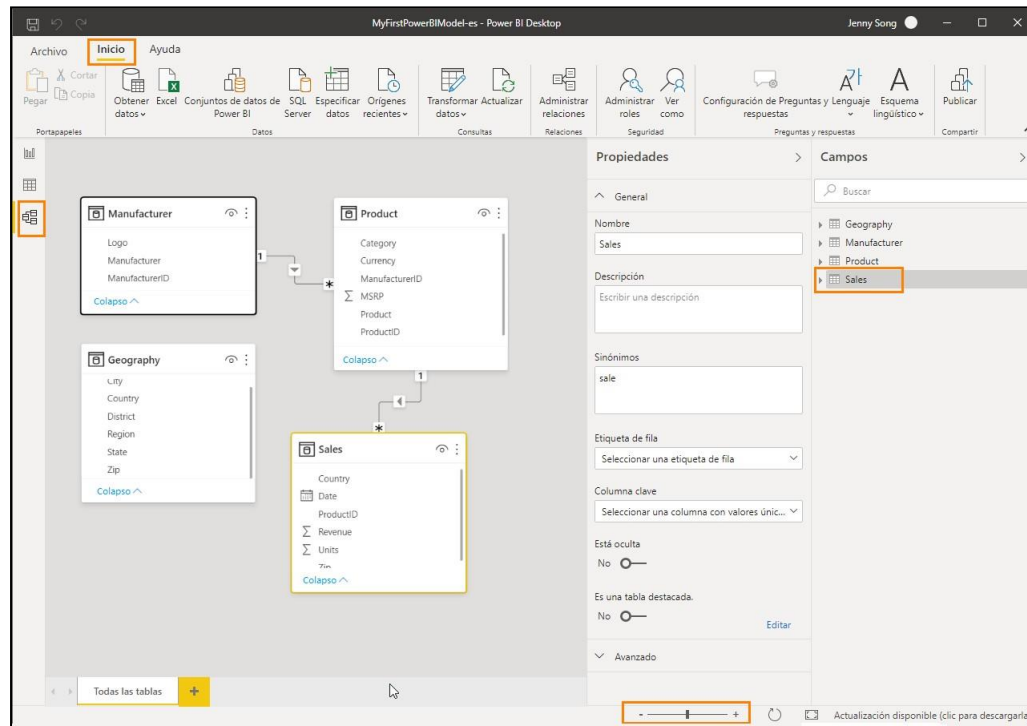 MyFirstPowerBIModel-es - Power BI Desktop
Jenny Song
Archivo Inicio Ayuda
Pegar
Cortar
Copia
Portapapeles
Obtener datos
Excel
Conjuntos de datos de Power BI
SQL Server
Especificar datos
Orígenes recientes
Datos
Transformar datos
Actualizar
Consultas
Administrar relaciones
Relaciones
Administrar roles
Ver como
Seguridad
Configuración de Preguntas y respuestas
Lenguaje
Esquema lingüístico
Preguntas y respuestas
Publicar
Compartir
Manufacturer
Logo
Manufacturer
ManufacturerID
Colapso
1
*
Product
Category
Currency
ManufacturerID
Σ MSRP
Product
ProductID
Colapso
1
*
Geography
City
Country
District
Region
State
Zip
Colapso
Sales
Country
Date
ProductID
Σ Revenue
Σ Units
Zip
Colapso
Todas las tablas +
Propiedades
General
Nombre
Sales
Descripción
Escribir una descripción
Sinónimos
sale
Etiqueta de fila
Seleccionar una etiqueta de fila
Columna clave
Seleccionar una columna con valores únic...
Está oculta
No
Es una tabla destacada.
No
Editar
Avanzado
Campos
Buscar
Geography
Manufacturer
Product
Sales
- +
Actualización disponible (clic para descargarla